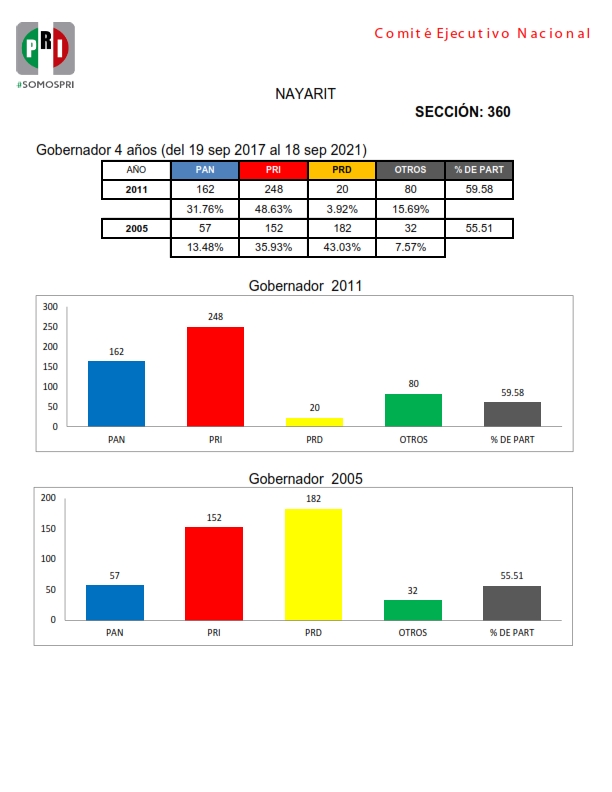 Comité Ejecutivo Nacional
PRI
#SOMOSPRI
NAYARIT
SECCIÓN: 360
Gobernador 4 años (del 19 sep 2017 al 18 sep 2021)
AÑO PAN PRI PRD OTROS % DE PART
2011 162 248 20 80 59.58
31.76% 48.63% 3.92% 15.69%
2005 57 152 182 32 55.51
13.48% 35.93% 43.03% 7.57%
Gobernador 2011
300
250
200
150
100
50
0
162
248
20
80
59.58
PAN PRI PRD OTROS % DE PART
Gobernador 2005
200
150
100
50
0
57
152
182
32
55.51
PAN PRI PRD OTROS % DE PART